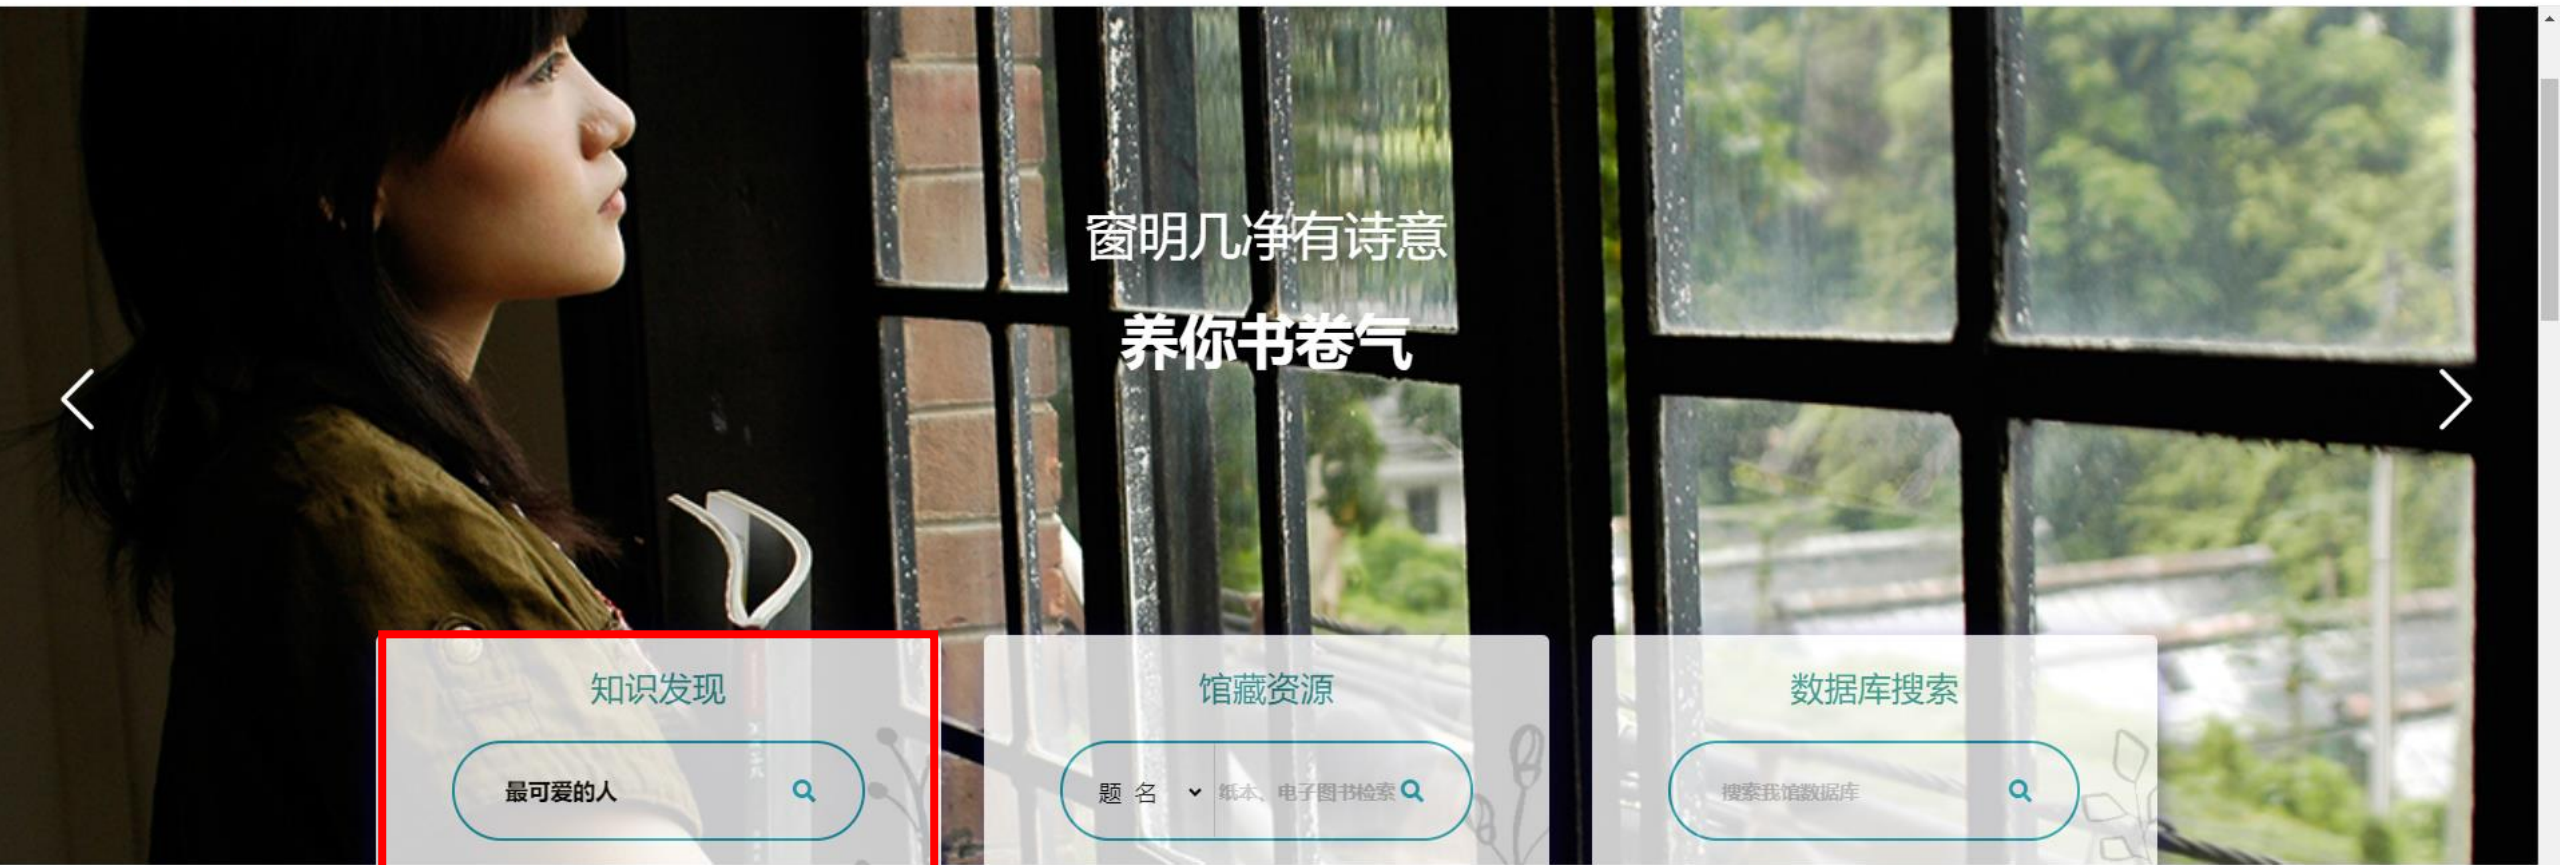 窗明几净有诗意
养你书卷气
知识发现
馆藏资源
数据库搜索
最可爱的人
题 名
纸本、电子图书检索
搜索我馆数据库